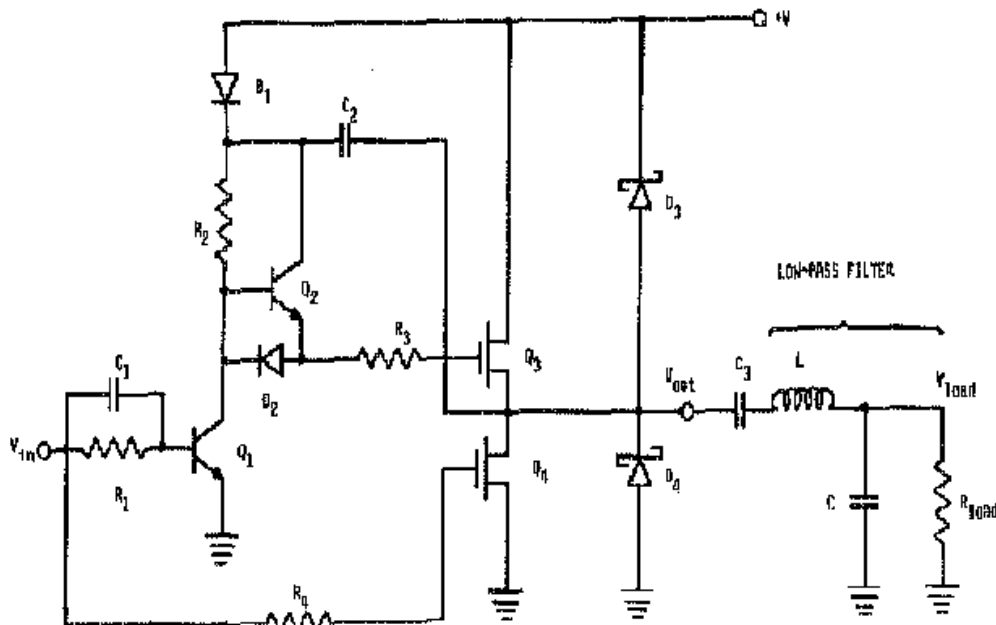 +V
D1
C2
R2
D3
LOW-PASS FILTER
Q2
R3
Q3
Vout
C3
L
Vload
C1
D2
Vin
Q1
Q4
D4
R1
C
Rload
R4